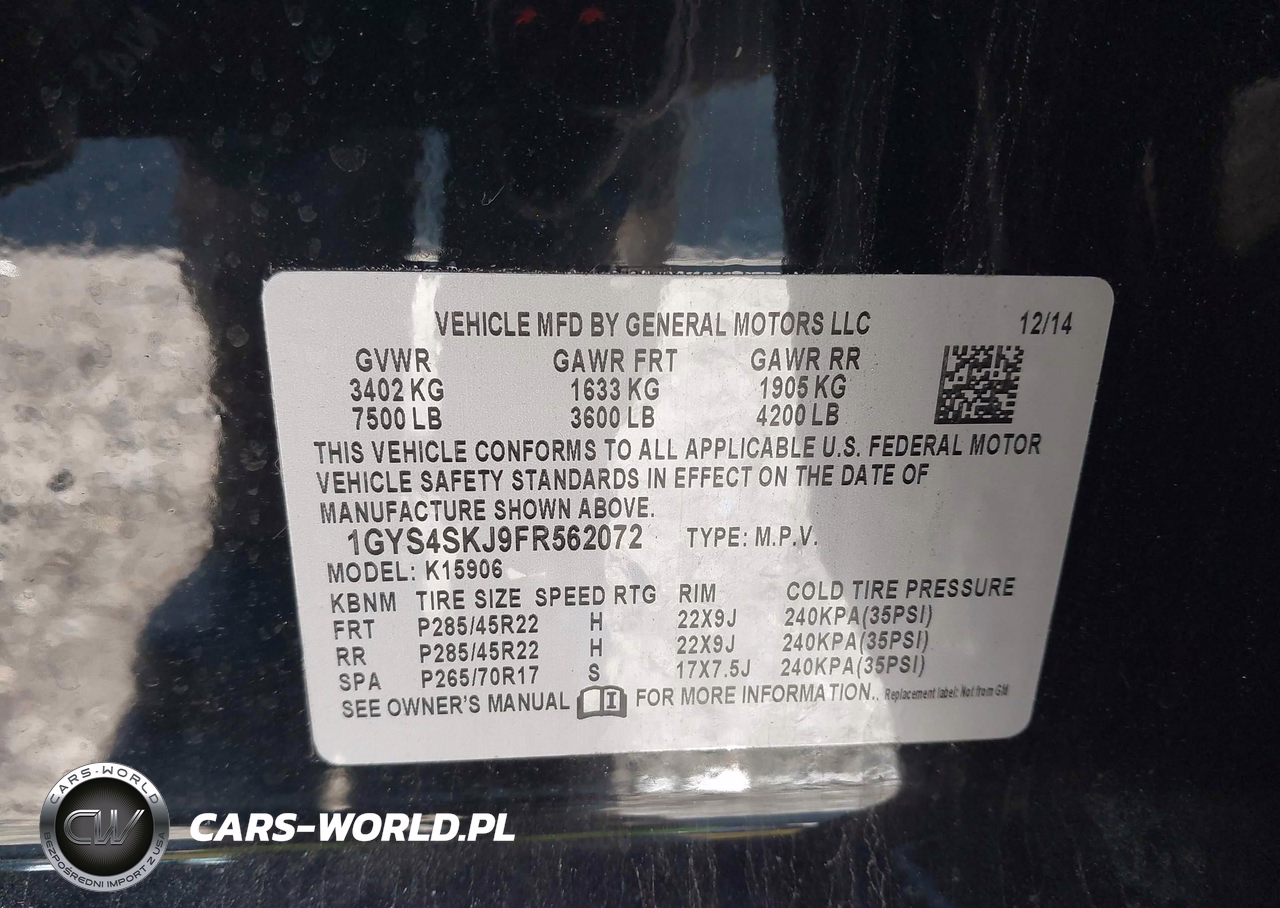 VEHICLE MFD BY GENERAL MOTORS LLC 12/14
GVWR GAWR FRT GAWR RR
3402 KG 1633 KG 1905 KG
7500 LB 3600 LB 4200 LB
THIS VEHICLE CONFORMS TO ALL APPLICABLE U.S. FEDERAL MOTOR
VEHICLE SAFETY STANDARDS IN EFFECT ON THE DATE OF
MANUFACTURE SHOWN ABOVE.
1GYS4SKJ9FR562072 TYPE: M.P.V.
MODEL: K15906
KBNM TIRE SIZE SPEED RTG RIM COLD TIRE PRESSURE
FRT P285/45R22 H 22X9J 240KPA(35PSI)
RR P285/45R22 H 22X9J 240KPA(35PSI)
SPA P265/70R17 S 17X7.5J 240KPA(35PSI)
SEE OWNER'S MANUAL FOR MORE INFORMATION.. Replacement label: Not from GM
CARS-WORLD
CW
BEZPOŚREDNI IMPORT Z USA
CARS-WORLD.PL